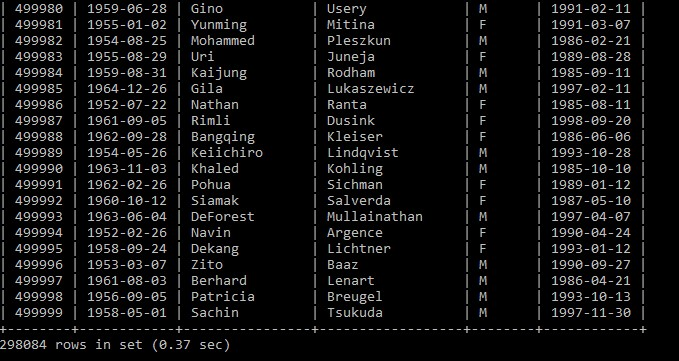 | 499980 | 1959-06-28 | Gino | Usery | M | 1991-02-11 |
| 499981 | 1955-01-02 | Yunming | Mitina | F | 1991-03-07 |
| 499982 | 1954-08-25 | Mohammed | Pleszkun | M | 1986-02-21 |
| 499983 | 1955-08-29 | Uri | Juneja | F | 1989-08-28 |
| 499984 | 1959-08-31 | Kaijung | Rodham | M | 1985-09-11 |
| 499985 | 1964-12-26 | Gila | Lukaszewicz | M | 1997-02-11 |
| 499986 | 1952-07-22 | Nathan | Ranta | F | 1985-08-11 |
| 499987 | 1961-09-05 | Rimli | Dusink | F | 1998-09-20 |
| 499988 | 1962-09-28 | Bangqing | Kleiser | F | 1986-06-06 |
| 499989 | 1954-05-26 | Keiichiro | Lindqvist | M | 1993-10-28 |
| 499990 | 1963-11-03 | Khaled | Kohling | M | 1985-10-10 |
| 499991 | 1962-02-26 | Pohua | Sichman | F | 1989-01-12 |
| 499992 | 1960-10-12 | Siamak | Salverda | F | 1987-05-10 |
| 499993 | 1963-06-04 | DeForest | Mullainathan | M | 1997-04-07 |
| 499994 | 1952-02-26 | Navin | Argence | F | 1990-04-24 |
| 499995 | 1958-09-24 | Dekang | Lichtner | F | 1993-01-12 |
| 499996 | 1953-03-07 | Zito | Baaz | M | 1990-09-27 |
| 499997 | 1961-08-03 | Berhard | Lenart | M | 1986-04-21 |
| 499998 | 1956-09-05 | Patricia | Breugel | M | 1993-10-13 |
| 499999 | 1958-05-01 | Sachin | Tsukuda | M | 1997-11-30 |
+--------+------------+----------------+------------------+--------+------------+
298084 rows in set (0.37 sec)